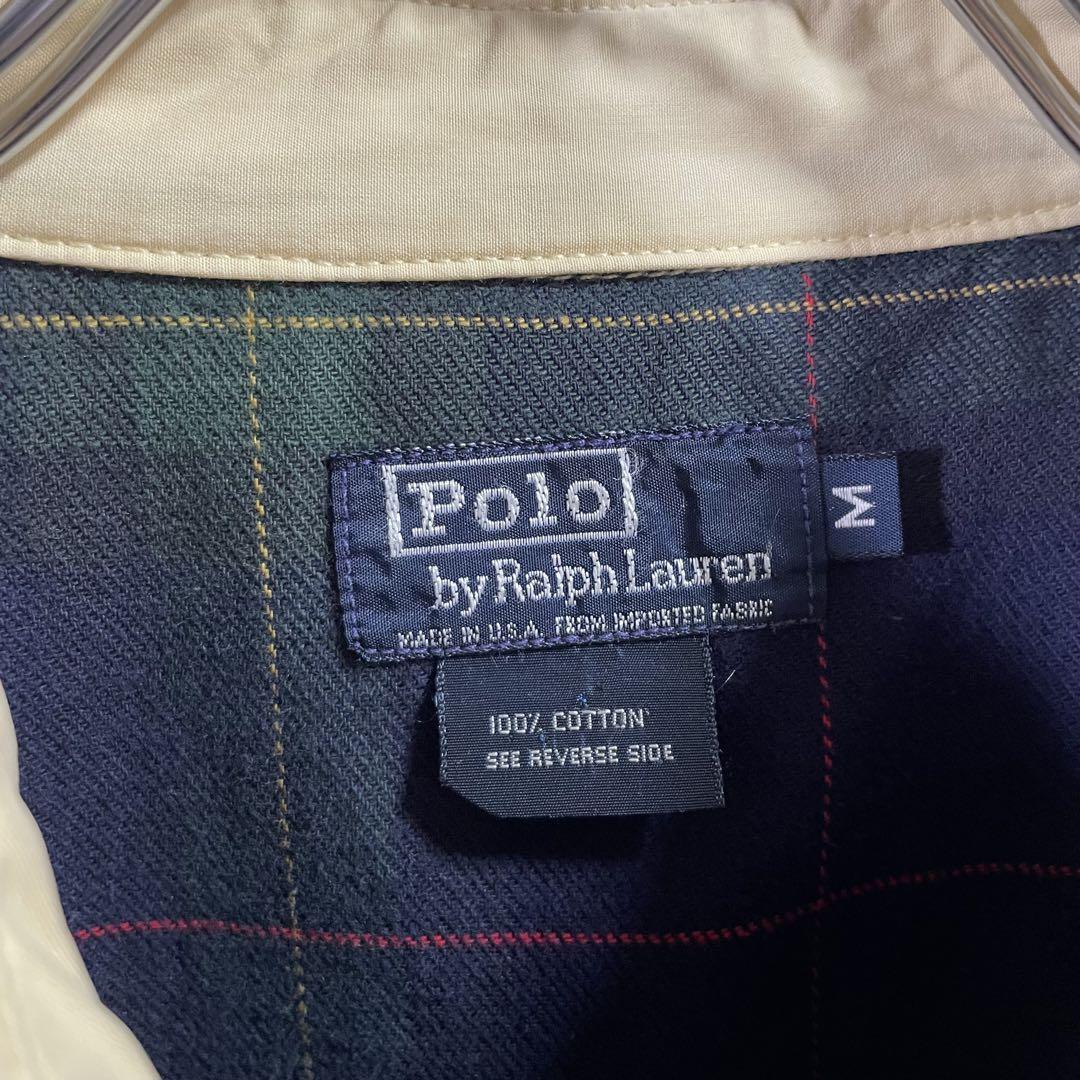 Polo
by Ralph Lauren
MADE IN U.S.A. FROM IMPORTED FABRIC
M
100% COTTON
SEE REVERSE SIDE